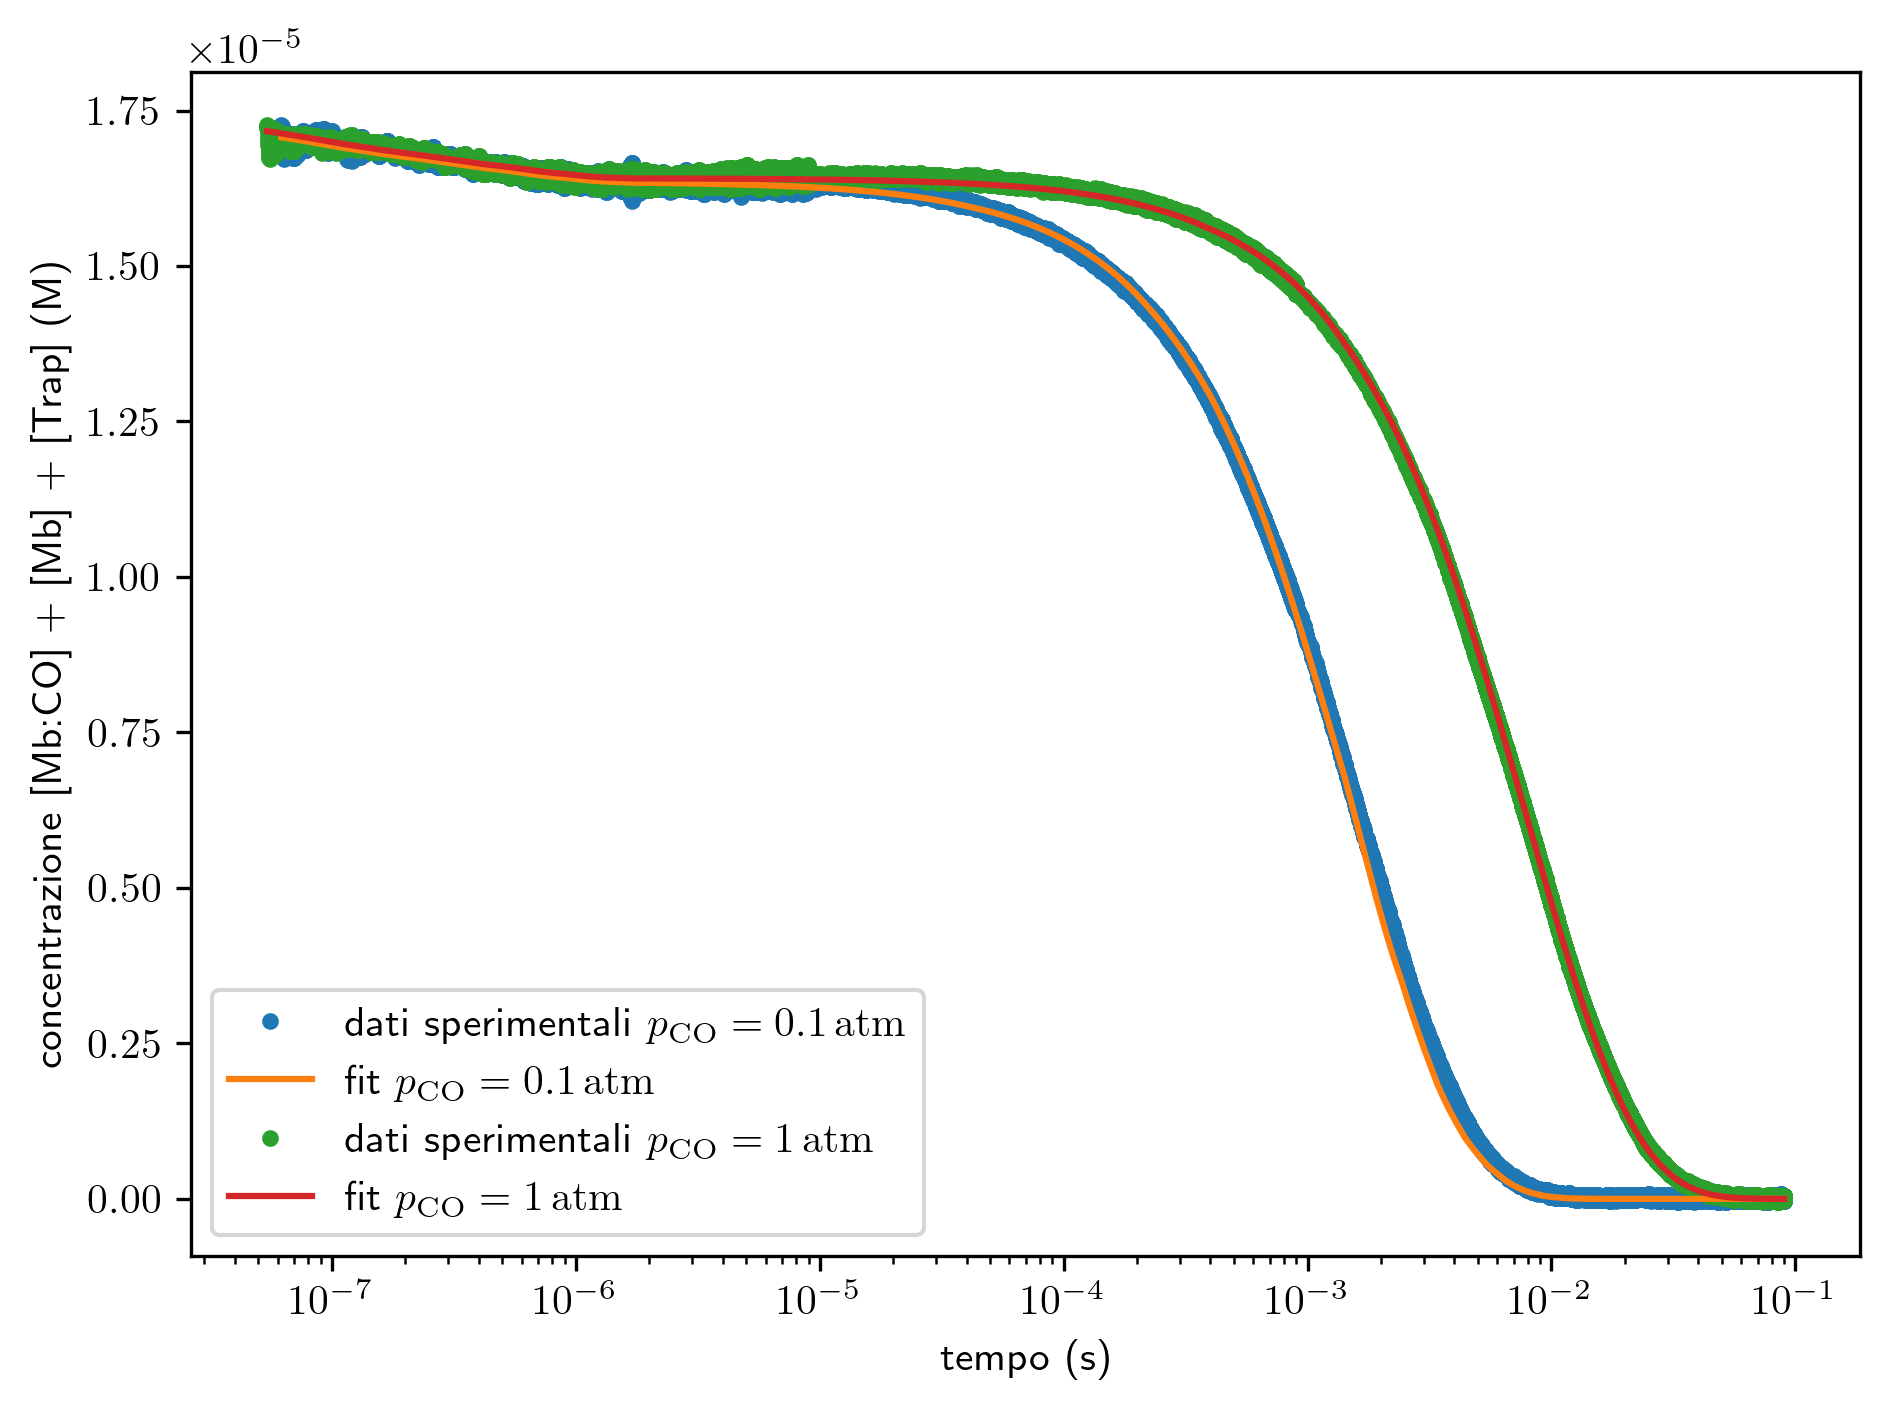 ×10⁻⁵
1.75
1.50
1.25
1.00
0.75
0.50
0.25
0.00
concentrazione [Mb:CO] + [Mb] + [Trap] (M)
dati sperimentali p_CO = 0.1 atm
fit p_CO = 0.1 atm
dati sperimentali p_CO = 1 atm
fit p_CO = 1 atm
10⁻⁷ 10⁻⁶ 10⁻⁵ 10⁻⁴ 10⁻³ 10⁻² 10⁻¹
tempo (s)